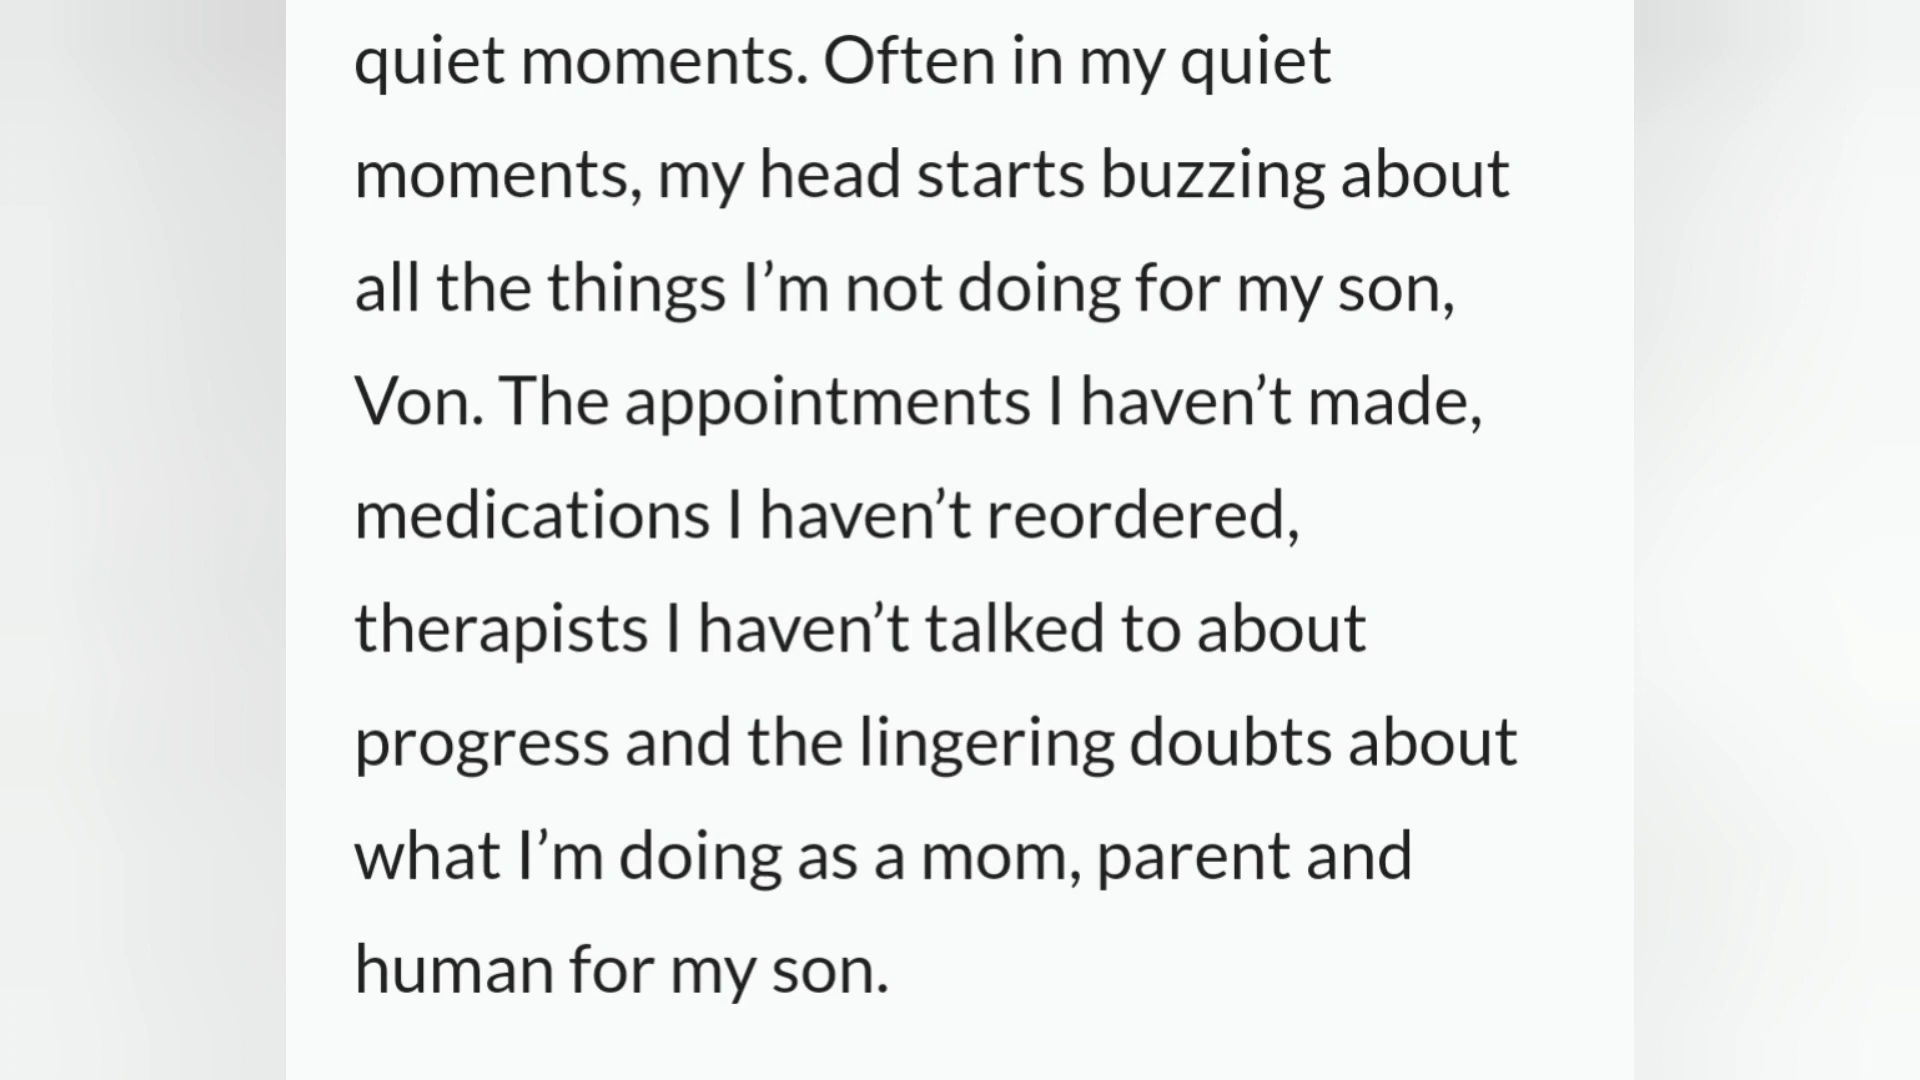 quiet moments. Often in my quiet
moments, my head starts buzzing about
all the things I’m not doing for my son,
Von. The appointments I haven’t made,
medications I haven’t reordered,
therapists I haven’t talked to about
progress and the lingering doubts about
what I’m doing as a mom, parent and
human for my son.